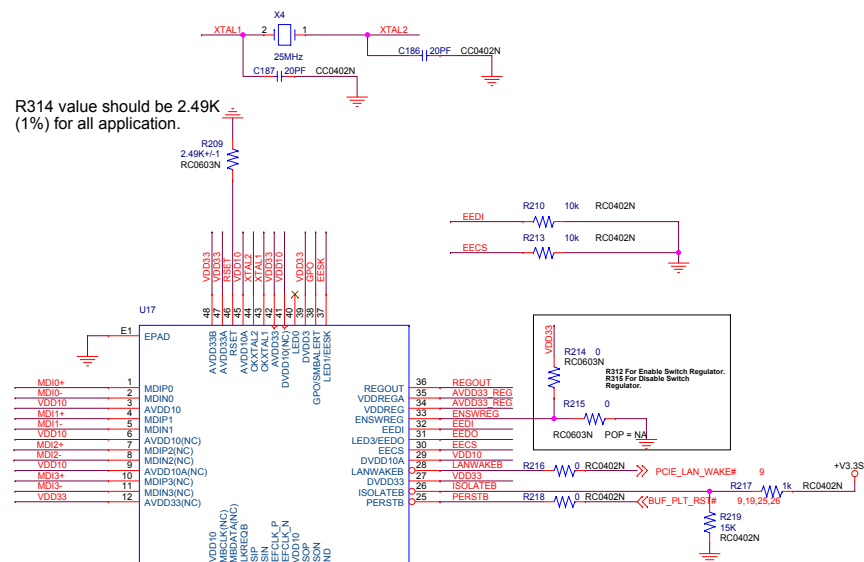 X4
XTAL1
2
1
XTAL2
25MHz
C186
20PF
CC0402N
C187
20PF
CC0402N
R314 value should be 2.49K
(1%) for all application.
R209
2.49K+/-1
RC0603N
R210
10k
RC0402N
EEDI
R213
10k
RC0402N
EECS
VDD33
VDD33
RSET
VDD10
XTAL2
XTAL1
VDD33
VDD10
VDD33
GPO
EESK
48
47
46
45
44
43
42
41
40
39
38
37
U17
E1
EPAD
AVDD33B
AVDD33A
RSET
AVDD10A
CKXTAL2
CKXTAL1
AVDD33
DVDD10(NC)
LED0
DVDD3
GPO/SMBALERT
LED1/EESK
MDI0+ 1 MDIP0
MDI0- 2 MDIN0
VDD10 3 AVDD10
MDI1+ 4 MDIP1
MDI1- 5 MDIN1
VDD10 6 AVDD10(NC)
MDI2+ 7 MDIP2(NC)
MDI2- 8 MDIN2(NC)
VDD10 9 AVDD10A(NC)
MDI3+ 10 MDIP3(NC)
MDI3- 11 MDIN3(NC)
VDD33 12 AVDD33(NC)
REGOUT 36 REGOUT
VDDREGA 35 AVDD33_REG
VDDREG 34 AVDD33_REG
ENSWREG 33 ENSWREG
EEDI 32 EEDI
LED3/EEDO 31 EEDO
EECS 30 EECS
DVDD10A 29 VDD10
LANWAKEB 28 LANWAKEB
DVDD33 27 VDD33
ISOLATEB 26 ISOLATEB
PERSTB 25 PERSTB
VDD10
MBCLK(NC)
MBDATA(NC)
LKREQB
SIP
SIN
EFCLK_P
EFCLK_N
VDD10
SOP
SON
ND
VDD33
R214 0
RC0603N
R312 For Enable Switch Regulator.
R315 For Disable Switch
Regulator.
R215 0
RC0603N POP = NA
R216 0 RC0402N
PCIE_LAN_WAKE# 9
+V3.3S
R217 1k RC0402N
R218 0 RC0402N
BUF_PLT_RST# 9,19,25,26
R219
15K
RC0402N